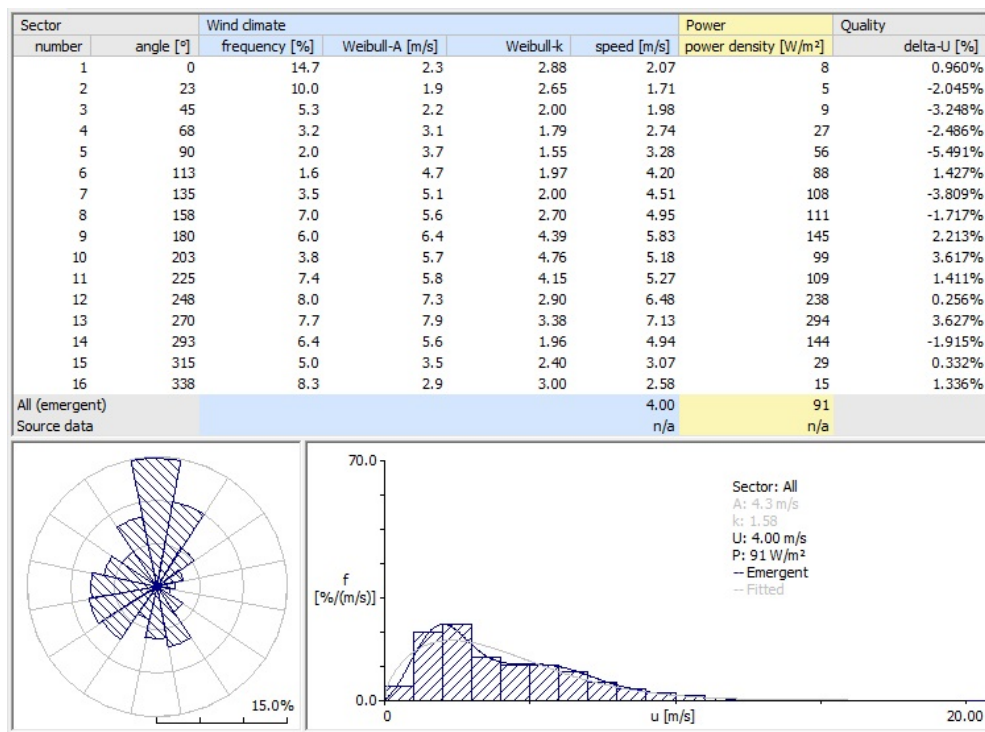 Sector Wind climate Power Quality
number angle [°] frequency [%] Weibull-A [m/s] Weibull-k speed [m/s] power density [W/m²] delta-U [%]
1 0 14.7 2.3 2.88 2.07 8 0.960%
2 23 10.0 1.9 2.65 1.71 5 -2.045%
3 45 5.3 2.2 2.00 1.98 9 -3.248%
4 68 3.2 3.1 1.79 2.74 27 -2.486%
5 90 2.0 3.7 1.55 3.28 56 -5.491%
6 113 1.6 4.7 1.97 4.20 88 1.427%
7 135 3.5 5.1 2.00 4.51 108 -3.809%
8 158 7.0 5.6 2.70 4.95 111 -1.717%
9 180 6.0 6.4 4.39 5.83 145 2.213%
10 203 3.8 5.7 4.76 5.18 99 3.617%
11 225 7.4 5.8 4.15 5.27 109 1.411%
12 248 8.0 7.3 2.90 6.48 238 0.256%
13 270 7.7 7.9 3.38 7.13 294 3.627%
14 293 6.4 5.6 1.96 4.94 144 -1.915%
15 315 5.0 3.5 2.40 3.07 29 0.332%
16 338 8.3 2.9 3.00 2.58 15 1.336%
All (emergent) 4.00 91
Source data n/a n/a
15.0%
70.0
f
[%/(m/s)]
0.0
0
u [m/s]
20.00
Sector: All
A: 4.3 m/s
k: 1.58
U: 4.00 m/s
P: 91 W/m²
-- Emergent
-- Fitted